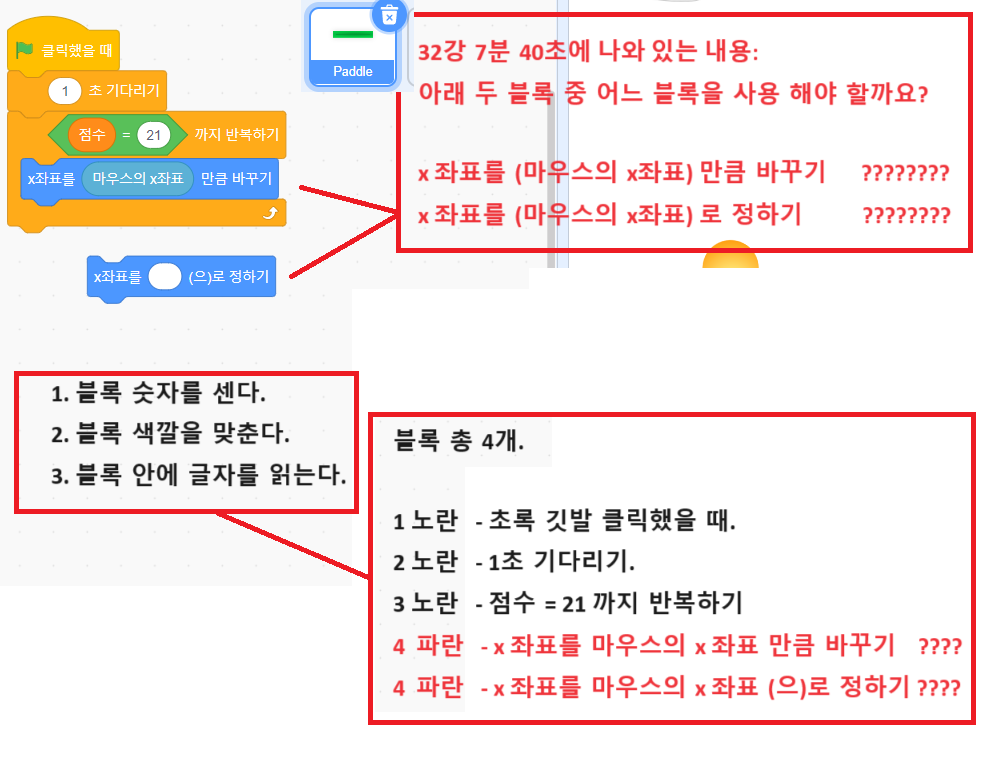 클릭했을 때
1 초 기다리기
점수 = 21 까지 반복하기
x좌표를 마우스의 x좌표 만큼 바꾸기
x좌표를 (으)로 정하기
Paddle
32강 7분 40초에 나와 있는 내용:
아래 두 블록 중 어느 블록을 사용 해야 할까요?
x 좌표를 (마우스의 x좌표) 만큼 바꾸기 ????????
x 좌표를 (마우스의 x좌표) 로 정하기 ????????
1. 블록 숫자를 센다.
2. 블록 색깔을 맞춘다.
3. 블록 안에 글자를 읽는다.
블록 총 4개.
1 노란 - 초록 깃발 클릭했을 때.
2 노란 - 1초 기다리기.
3 노란 - 점수 = 21 까지 반복하기
4 파란 - x 좌표를 마우스의 x 좌표 만큼 바꾸기 ????
4 파란 - x 좌표를 마우스의 x 좌표 (으)로 정하기 ????